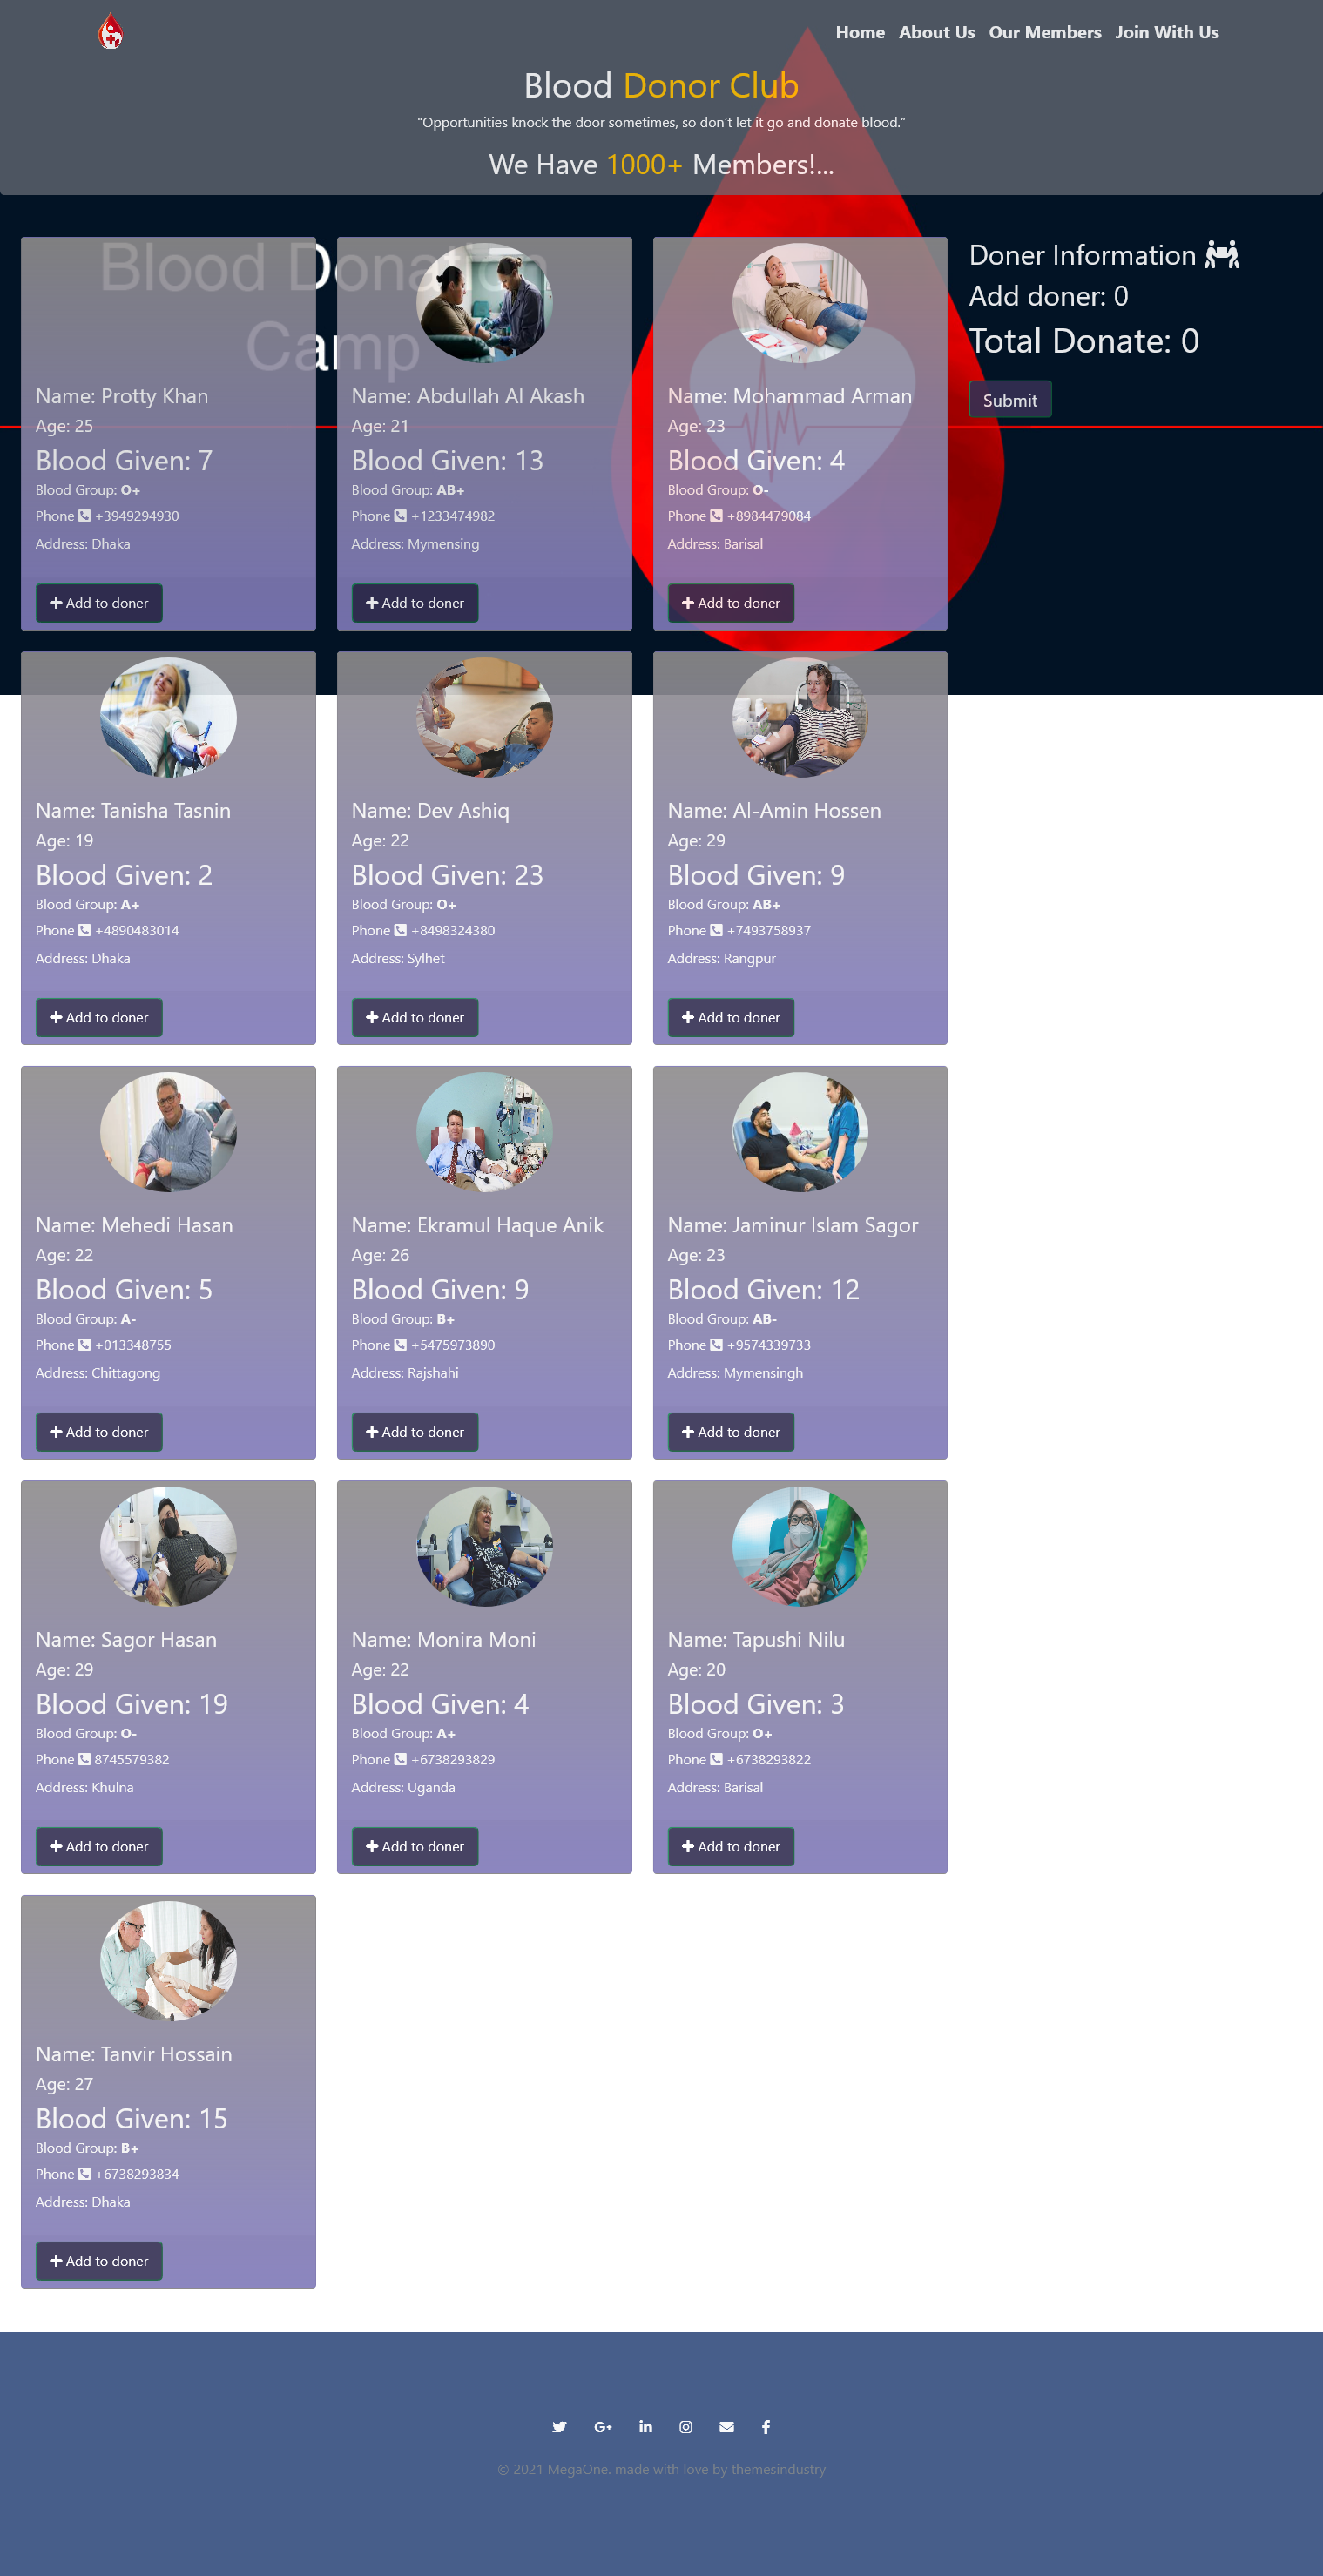 Home About Us Our Members Join With Us
Blood Donor Club
"Opportunities knock the door sometimes, so don't let it go and donate blood."
We Have 1000+ Members!...
Blood Donation
Camp
Name: Protty Khan
Age: 25
Blood Given: 7
Blood Group: O+
Phone +3949294930
Address: Dhaka
Add to doner
Name: Abdullah Al Akash
Age: 21
Blood Given: 13
Blood Group: AB+
Phone +1233474982
Address: Mymensing
Add to doner
Name: Mohammad Arman
Age: 23
Blood Given: 4
Blood Group: O-
Phone +8984479084
Address: Barisal
Add to doner
Doner Information
Add doner: 0
Total Donate: 0
Submit
Name: Tanisha Tasnin
Age: 19
Blood Given: 2
Blood Group: A+
Phone +4890483014
Address: Dhaka
Add to doner
Name: Dev Ashiq
Age: 22
Blood Given: 23
Blood Group: O+
Phone +8498324380
Address: Sylhet
Add to doner
Name: Al-Amin Hossen
Age: 29
Blood Given: 9
Blood Group: AB+
Phone +7493758937
Address: Rangpur
Add to doner
Name: Mehedi Hasan
Age: 22
Blood Given: 5
Blood Group: A-
Phone +013348755
Address: Chittagong
Add to doner
Name: Ekramul Haque Anik
Age: 26
Blood Given: 9
Blood Group: B+
Phone +5475973890
Address: Rajshahi
Add to doner
Name: Jaminur Islam Sagor
Age: 23
Blood Given: 12
Blood Group: AB-
Phone +9574339733
Address: Mymensingh
Add to doner
Name: Sagor Hasan
Age: 29
Blood Given: 19
Blood Group: O-
Phone 8745579382
Address: Khulna
Add to doner
Name: Monira Moni
Age: 22
Blood Given: 4
Blood Group: A+
Phone +6738293829
Address: Uganda
Add to doner
Name: Tapushi Nilu
Age: 20
Blood Given: 3
Blood Group: O+
Phone +6738293822
Address: Barisal
Add to doner
Name: Tanvir Hossain
Age: 27
Blood Given: 15
Blood Group: B+
Phone +6738293834
Address: Dhaka
Add to doner
© 2021 MegaOne. made with love by themesindustry